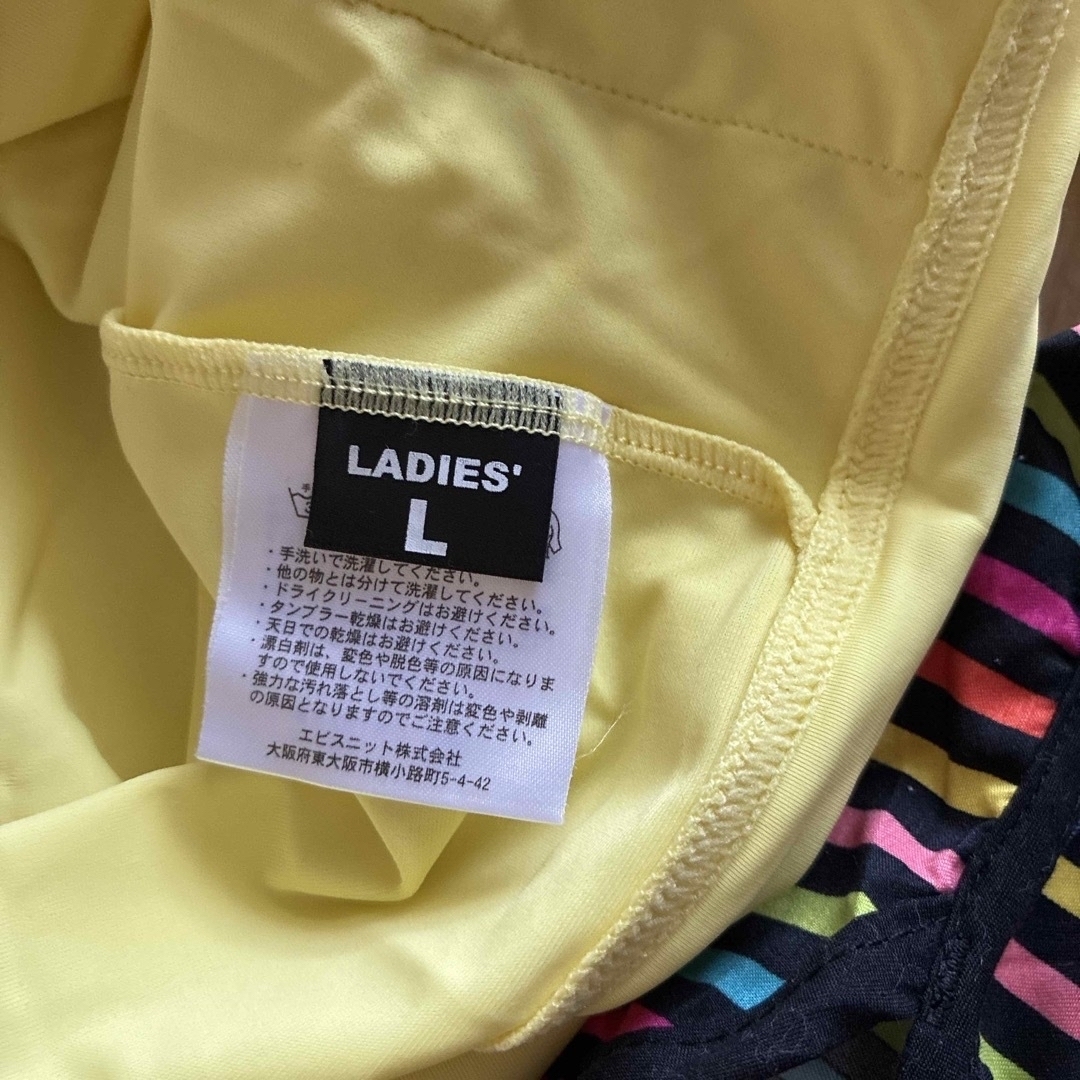 LADIES'
L
手
・手洗いで洗濯してください。
・他の物とは分けて洗濯してください。
・ドライクリーニングはお避けください。
・タンブラー乾燥はお避けください。
・天日での乾燥はお避けください。
・漂白剤は、変色や脱色等の原因になりま
すので使用しないでください。
・強力な汚れ落とし等の溶剤は変色や剥離
の原因となりますのでご注意ください。
エビスニット株式会社
大阪府東大阪市横小路町5-4-42